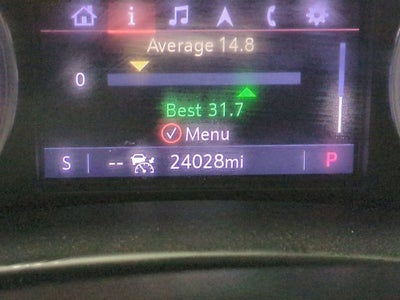 i
Average 14.8
0
Best 31.7
Menu
S -- 24028mi P